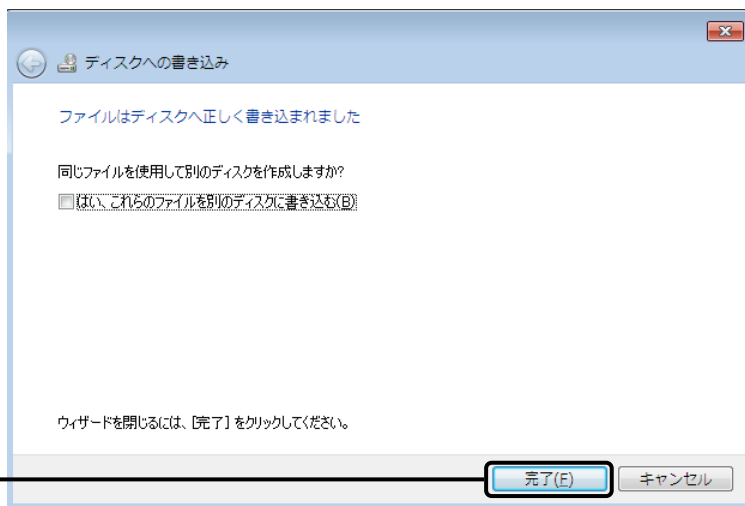 ディスクへの書き込み
ファイルはディスクへ正しく書き込まれました
同じファイルを使用して別のディスクを作成しますか?
はい、これらのファイルを別のディスクに書き込む(B)
ウィザードを閉じるには、[完了] をクリックしてください。
完了(F) キャンセル